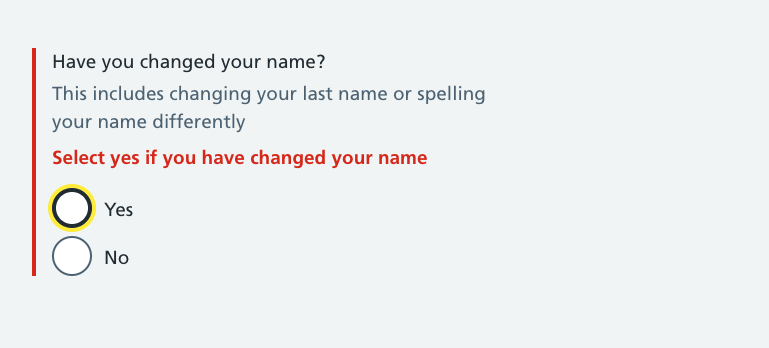 Have you changed your name?
This includes changing your last name or spelling
your name differently
Select yes if you have changed your name
Yes
No